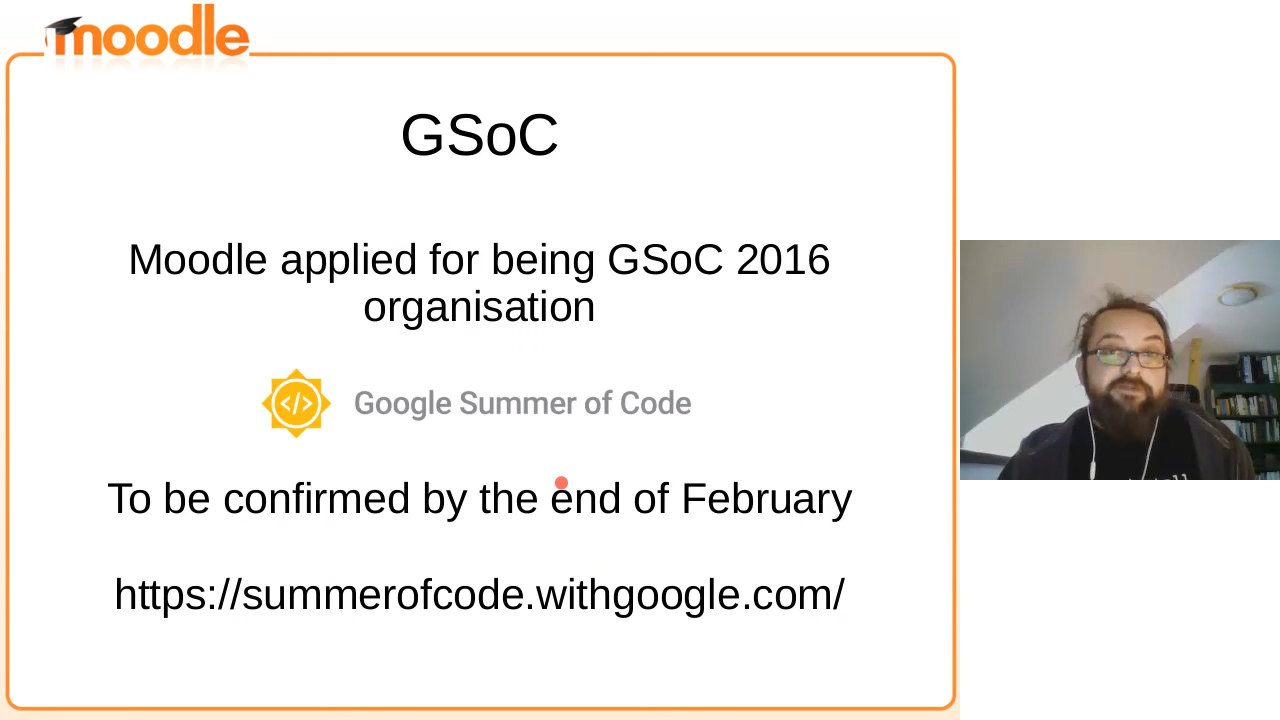 moodle
GSoC
Moodle applied for being GSoC 2016
organisation
</>
Google Summer of Code
To be confirmed by the end of February
https://summerofcode.withgoogle.com/